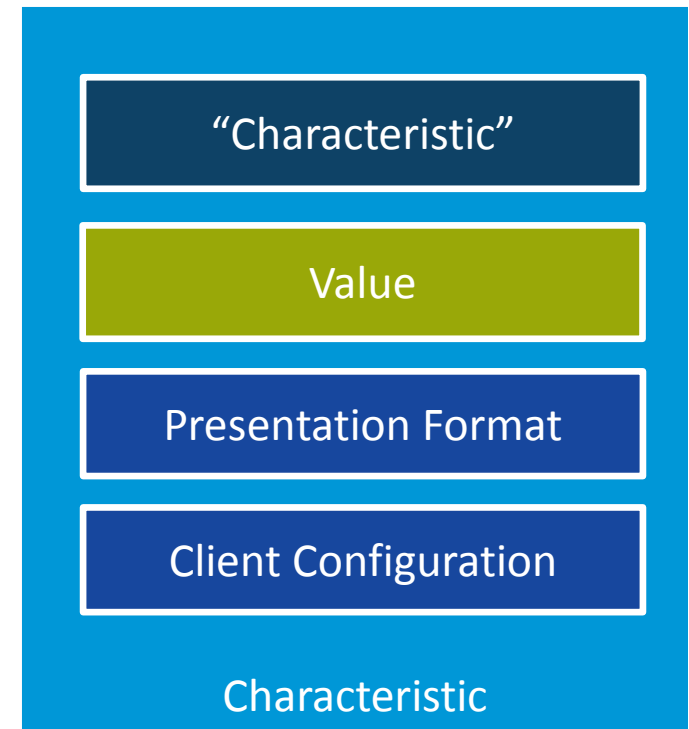 “Characteristic”
Value
Presentation Format
Client Configuration
Characteristic